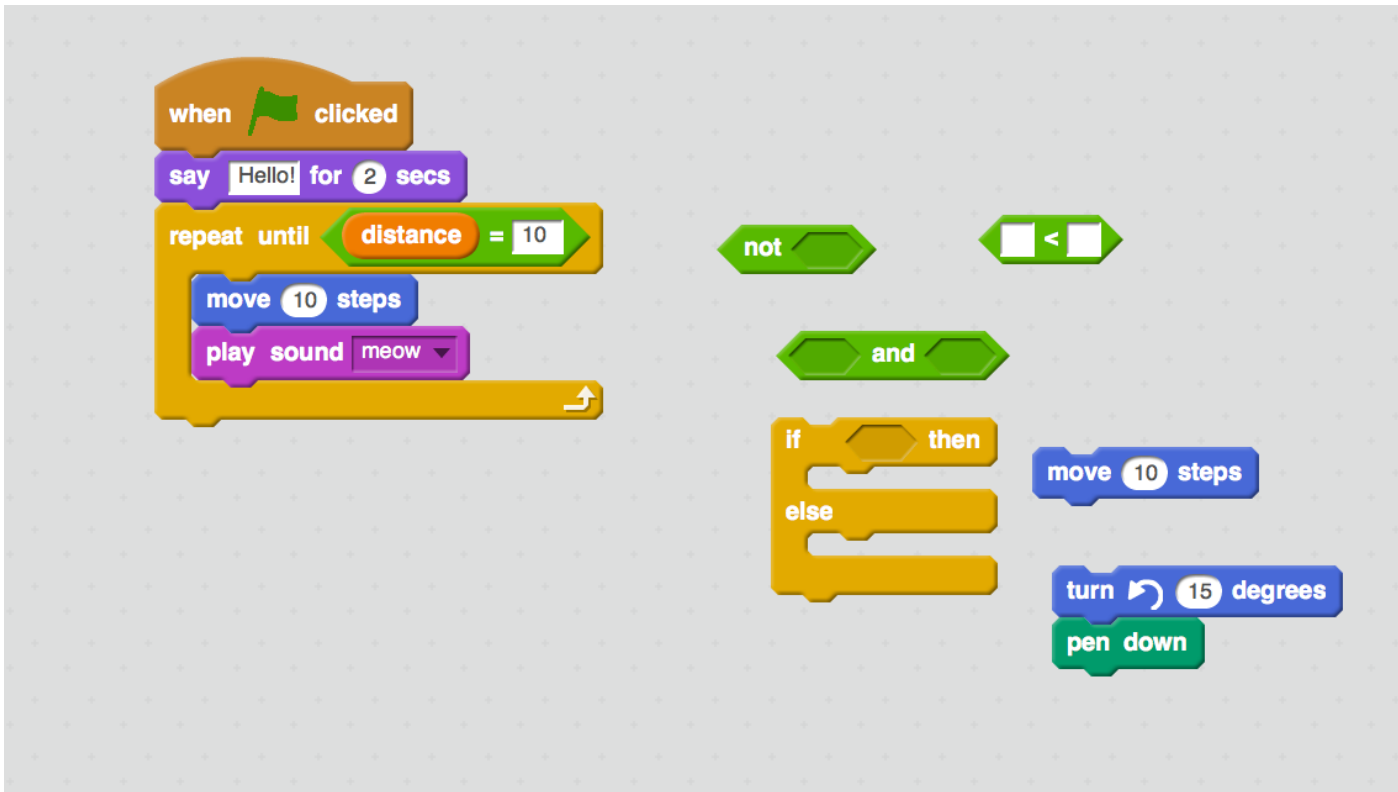 when clicked
say Hello! for 2 secs
repeat until distance = 10
move 10 steps
play sound meow
not
<
and
if then
else
move 10 steps
turn 15 degrees
pen down